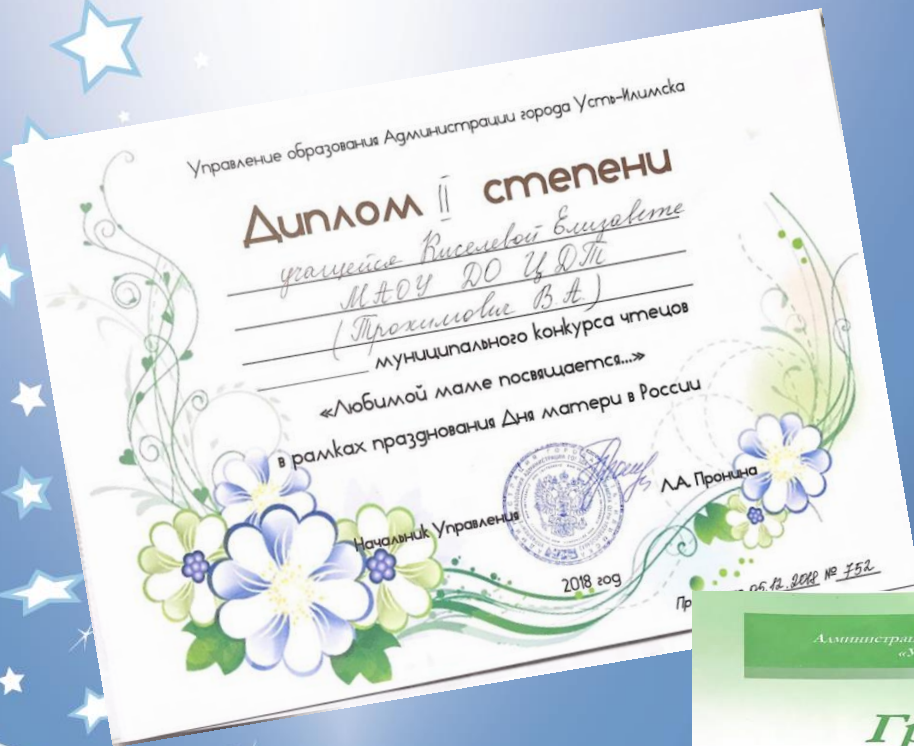 Управление образования Администрации города Усть-Илимска
Диплом II степени
учащейся Киселевой Елизавете
МАОУ ДО ЦДТ
(Трохимович В.А.)
муниципального конкурса чтецов
«Любимой маме посвящается...»
в рамках празднования Дня матери в России
Начальник Управления Л.А. Пронина
2018 год
05.12.2018 № 752